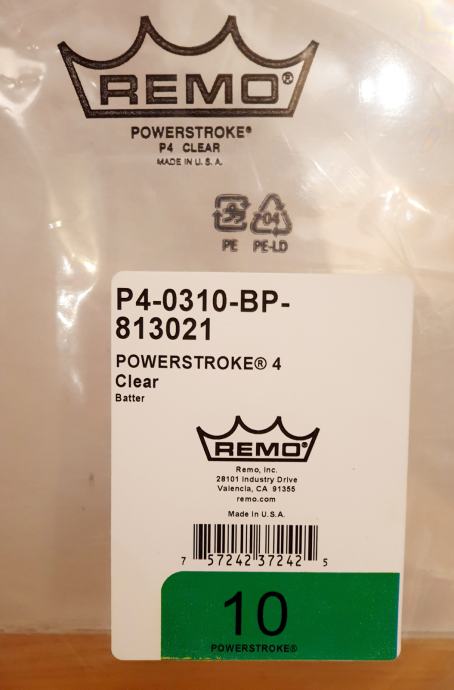 REMO®
POWERSTROKE®
P4 CLEAR
MADE IN U.S.A.
04
PE PE-LD
P4-0310-BP-
813021
POWERSTROKE® 4
Clear
Batter
REMO®
Remo, Inc.
28101 Industry Drive
Valencia, CA 91355
remo.com
Made in U.S.A.
7 57242 37242 5
10
POWERSTROKE®